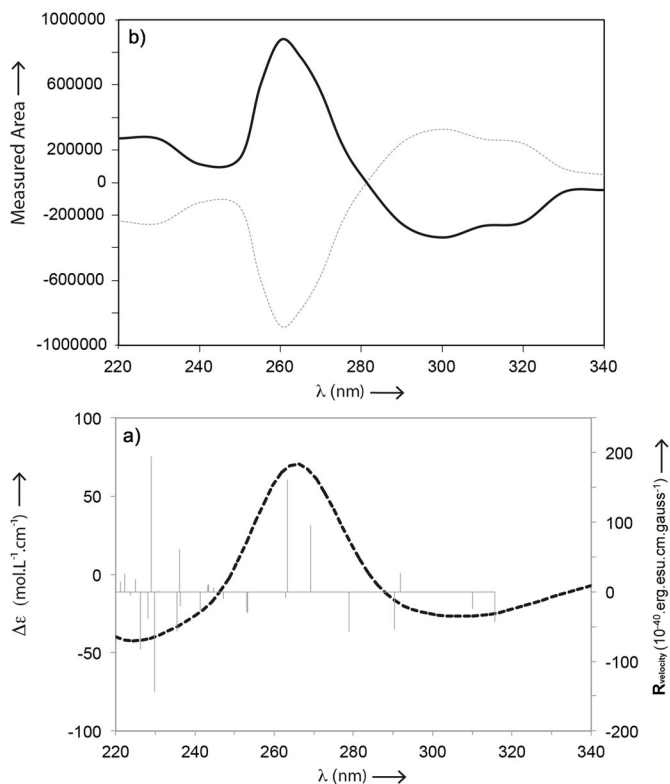 b)
Measured Area →
1000000
600000
200000
0
-200000
-600000
-1000000
220 240 260 280 300 320 340
λ (nm) →
a)
Δε (mol.L⁻¹.cm⁻¹) →
100
50
0
-50
-100
200
100
0
-100
-200
Rvelocity (10⁻⁴⁰.erg.esu.cm.gauss⁻¹) →
220 240 260 280 300 320 340
λ (nm) →